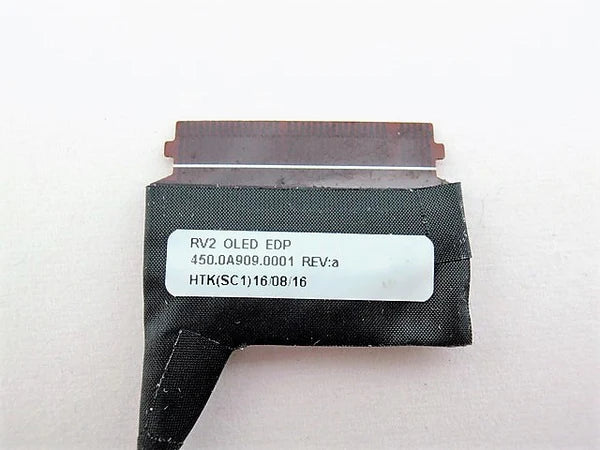 RV2 OLED EDP
450.0A909.0001 REV:a
HTK(SC1)16/08/16